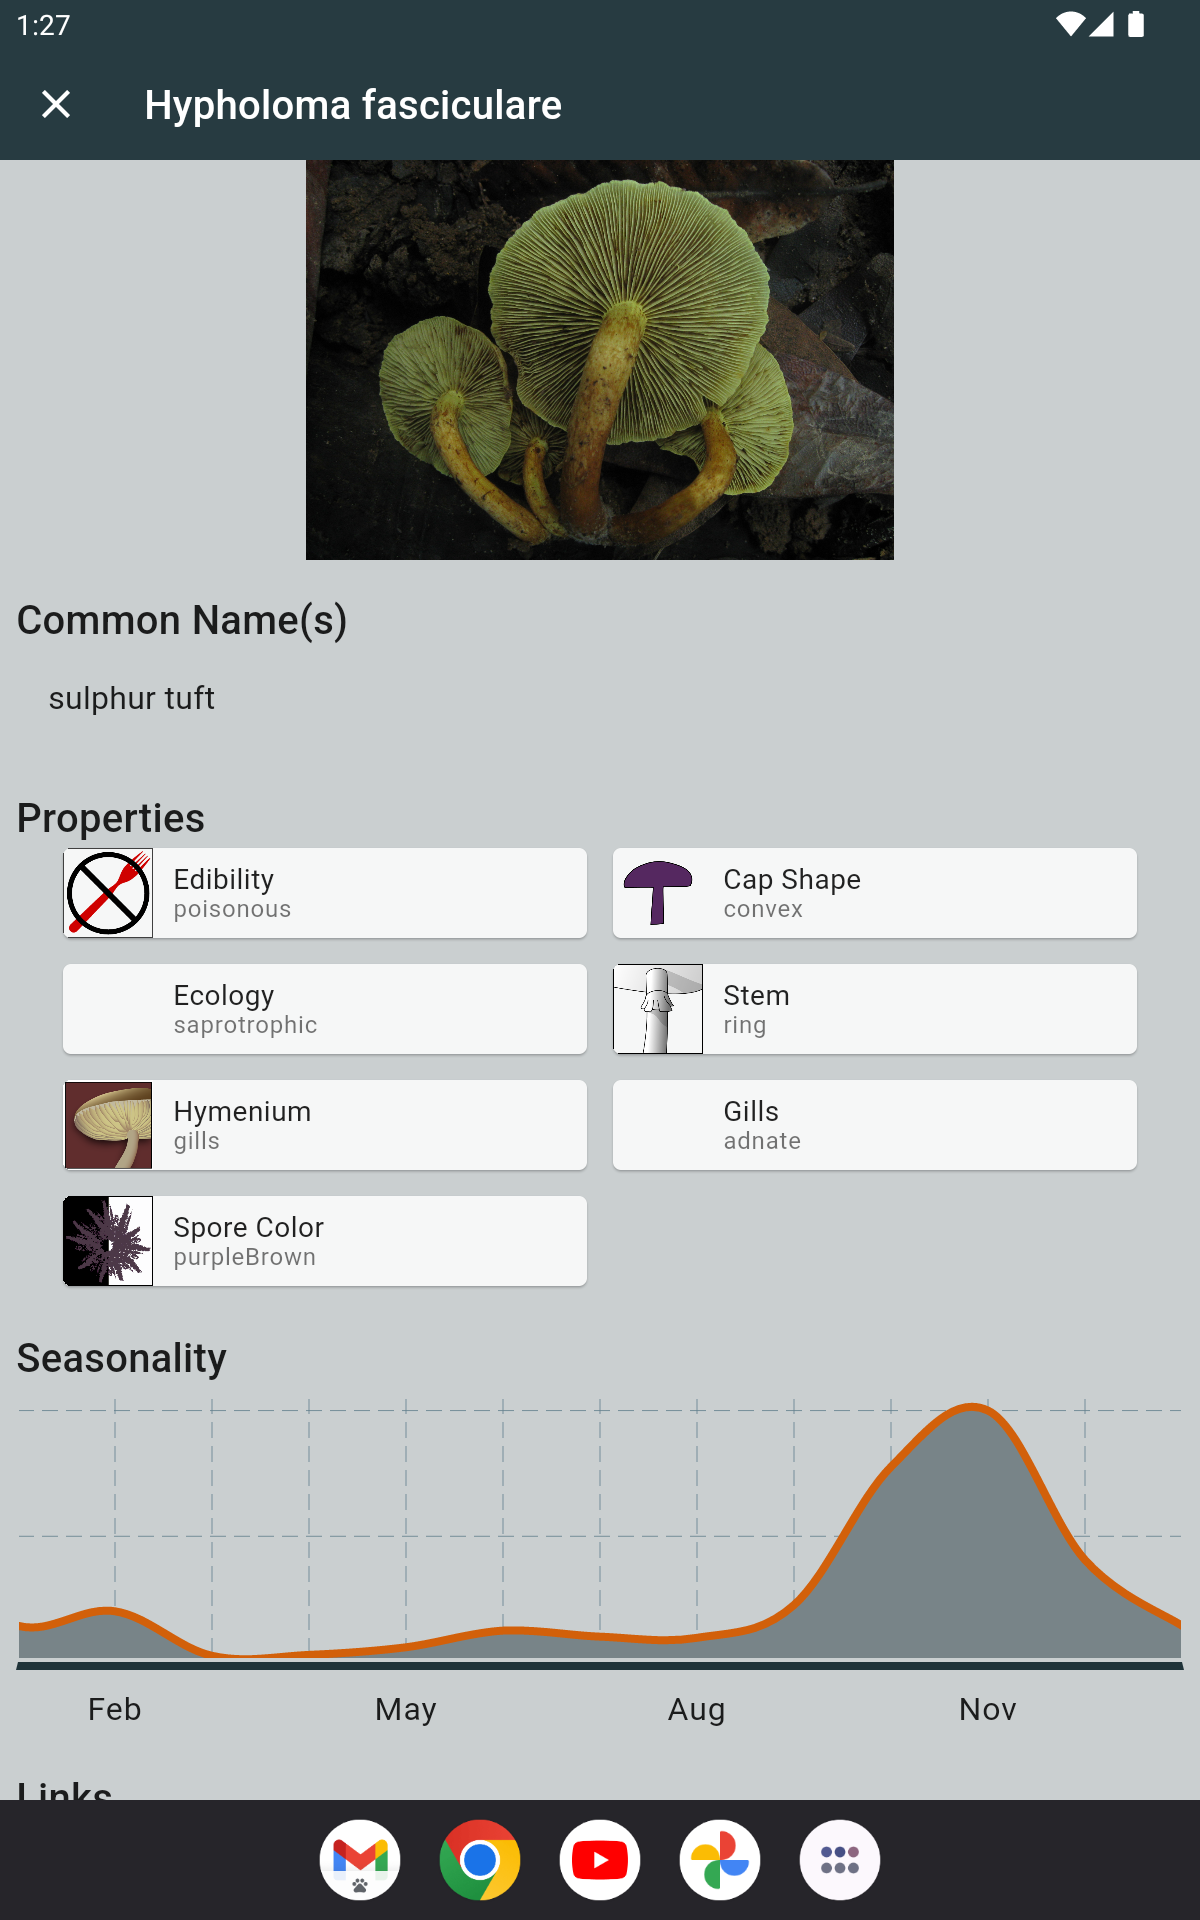 1:27
Hypholoma fasciculare
Common Name(s)
sulphur tuft
Properties
Edibility
poisonous
Cap Shape
convex
Ecology
saprotrophic
Stem
ring
Hymenium
gills
Gills
adnate
Spore Color
purpleBrown
Seasonality
Feb May Aug Nov
Links